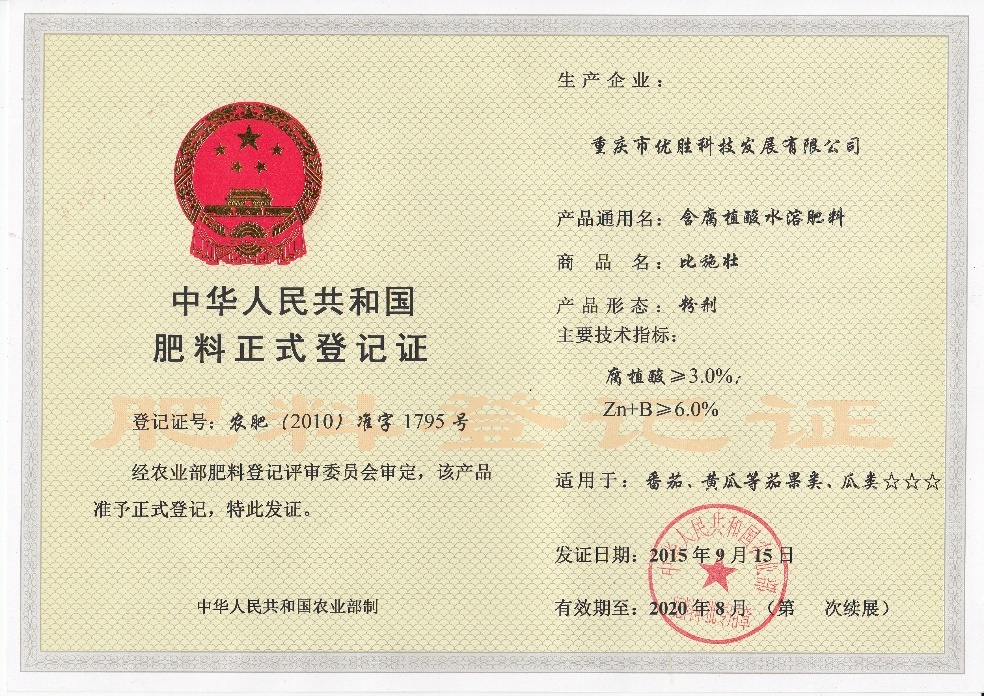 中华人民共和国
肥料正式登记证
登记证号：农肥（2010）准字 1795 号
经农业部肥料登记评审委员会审定，该产品
准予正式登记，特此发证。
中华人民共和国农业部制
肥料登记证
生产企业：
重庆市优胜科技发展有限公司
产品通用名：含腐植酸水溶肥料
商品名：比施壮
产品形态：粉剂
主要技术指标：
腐植酸≥3.0%；
Zn+B≥6.0%
适用于：番茄、黄瓜等茄果类、瓜类☆☆☆
发证日期：2015 年 9 月 15 日
有效期至：2020 年 8 月 （第 次续展）
中华人民共和国农业部